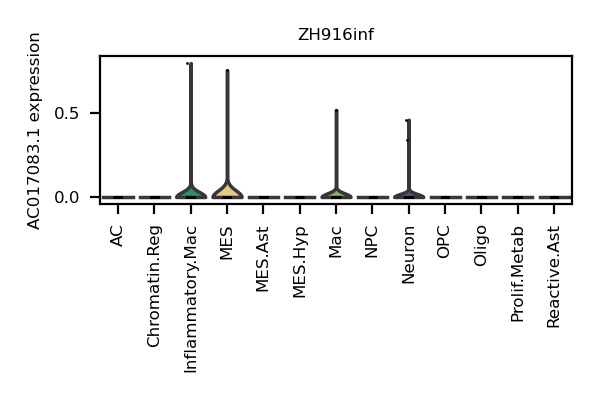 ZH916inf
AC017083.1 expression
0.5
0.0
AC
Chromatin.Reg
Inflammatory.Mac
MES
MES.Ast
MES.Hyp
Mac
NPC
Neuron
OPC
Oligo
Prolif.Metab
Reactive.Ast